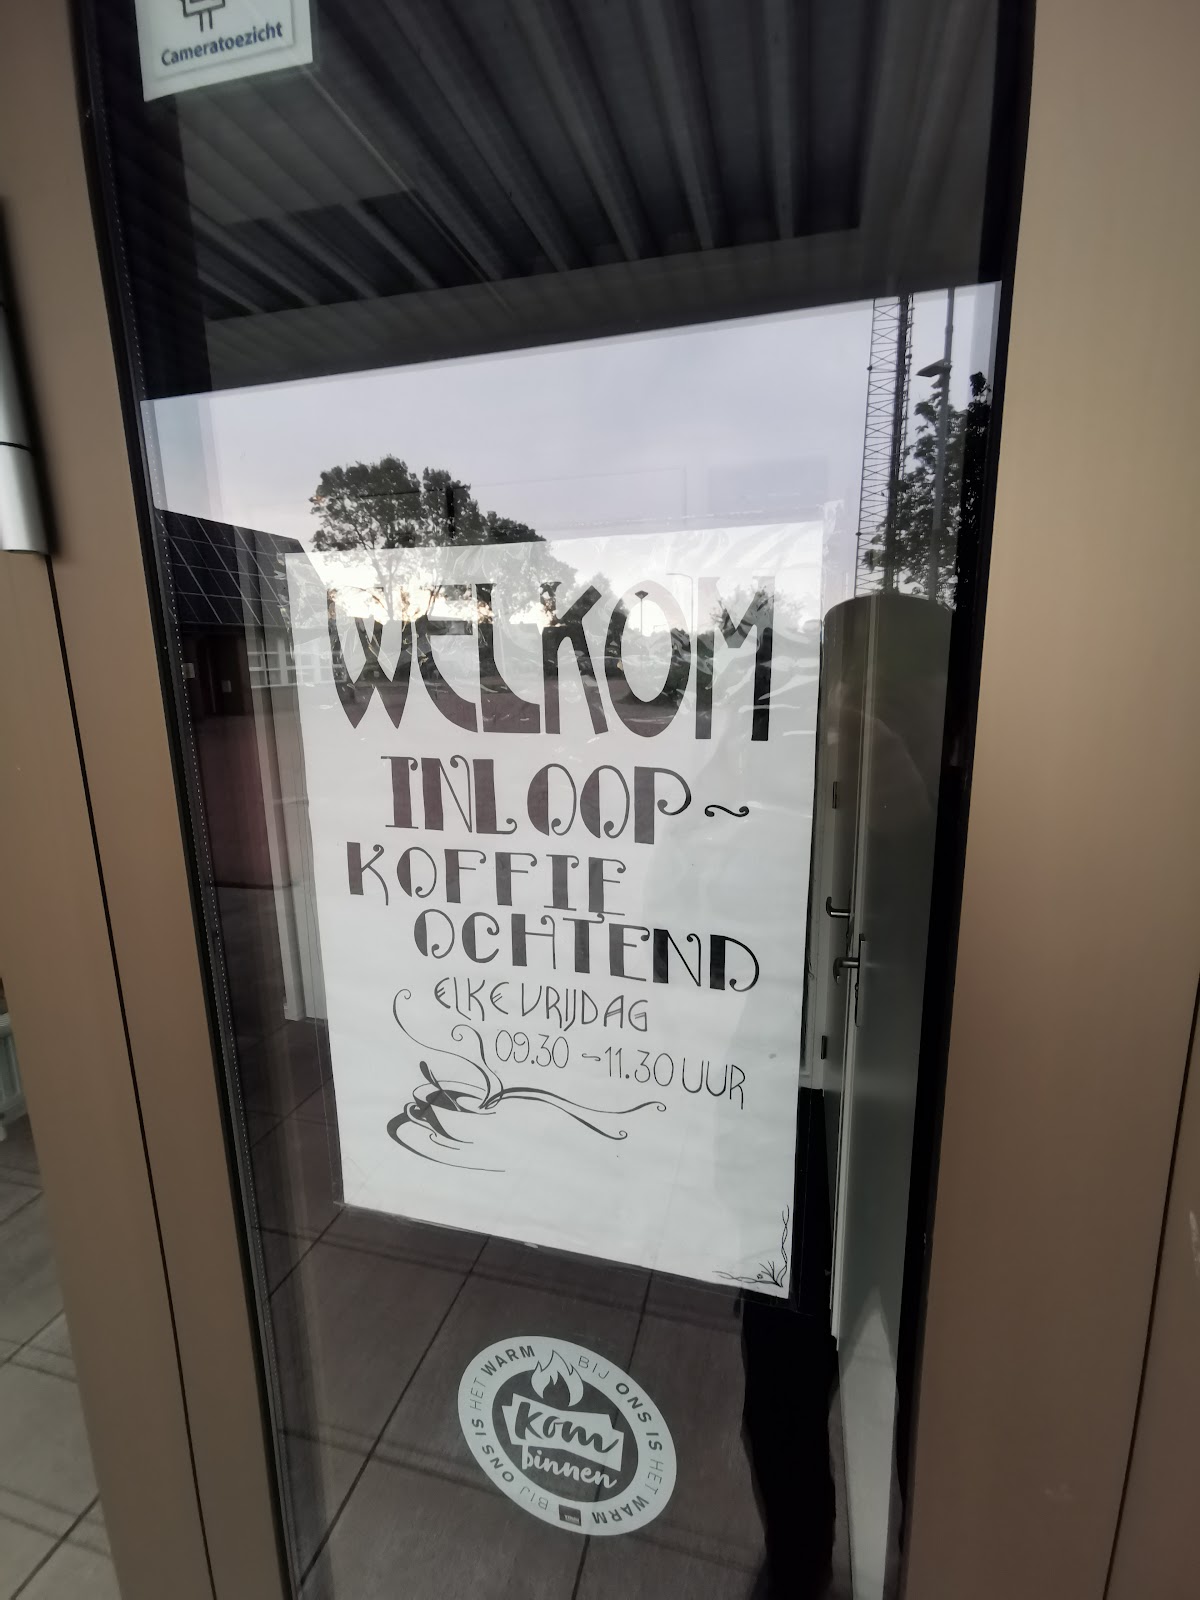 Cameratoezicht
WELKOM
INLOOP~
KOFFIE
OCHTEND
ELKE VRIJDAG
09.30 ~ 11.30 UUR
BIJ ONS IS HET WARM
BIJ ONS IS HET WARM
kom
binnen